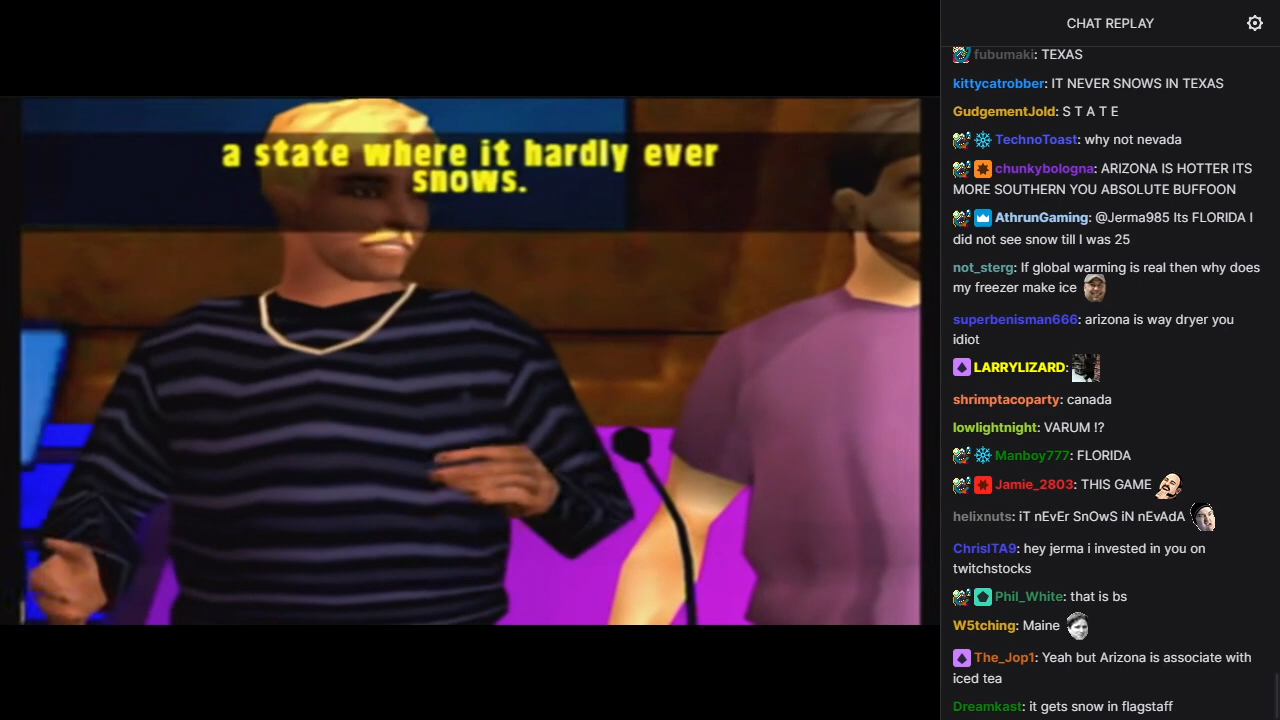 CHAT REPLAY
a state where it hardly ever
snows.
fubumaki: TEXAS
kittycatrobber: IT NEVER SNOWS IN TEXAS
GudgementJold: S T A T E
TechnoToast: why not nevada
chunkybologna: ARIZONA IS HOTTER ITS
MORE SOUTHERN YOU ABSOLUTE BUFFOON
AthrunGaming: @Jerma985 Its FLORIDA I
did not see snow till I was 25
not_sterg: If global warming is real then why does
my freezer make ice
superbenisman666: arizona is way dryer you
idiot
LARRYLIZARD:
shrimptacoparty: canada
lowlightnight: VARUM !?
Manboy777: FLORIDA
Jamie_2803: THIS GAME
helixnuts: iT nEvEr SnOwS iN nEvAdA
ChrisITA9: hey jerma i invested in you on
twitchstocks
Phil_White: that is bs
W5tching: Maine
The_Jop1: Yeah but Arizona is associate with
iced tea
Dreamkast: it gets snow in flagstaff